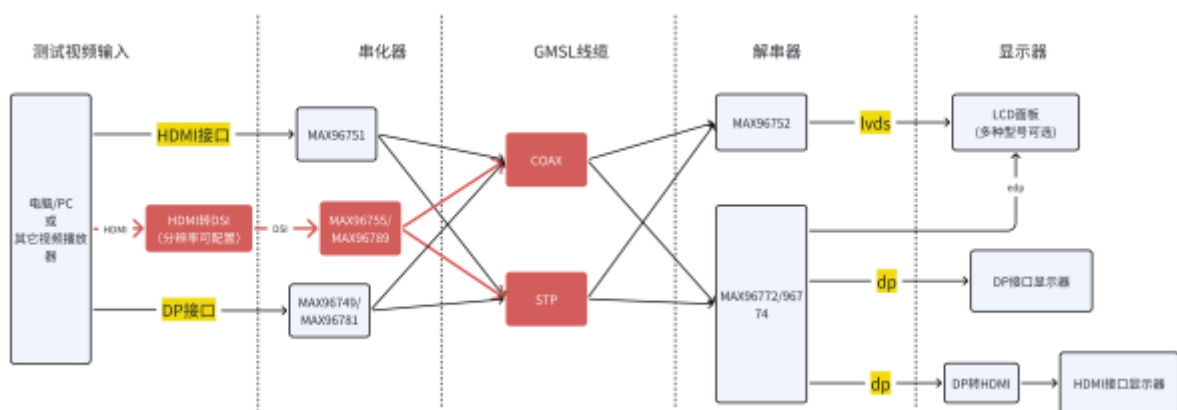 测试视频输入
串化器
GMSL线缆
解串器
显示器
电脑/PC
或
其它视频播放
器
HDMI接口
MAX96751
HDMI
HDMI转DSI
(分辨率可配置)
DSI
MAX96755/
MAX96789
DP接口
MAX96749/
MAX96781
COAX
STP
MAX96752
lvds
LCD面板
(多种型号可选)
edp
MAX96772/967
74
dp
DP接口显示器
dp
DP转HDMI
HDMI接口显示器